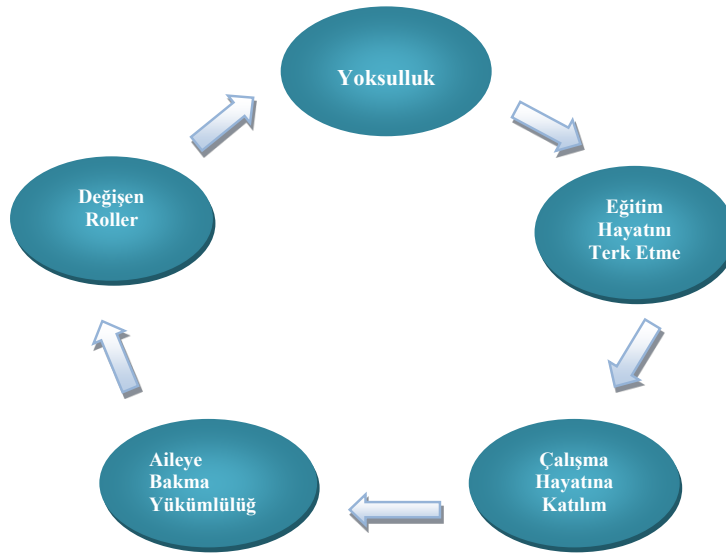 Yoksulluk
Eğitim
Hayatını
Terk Etme
Çalışma
Hayatına
Katılım
Aileye
Bakma
Yükümlülüğ
Değişen
Roller